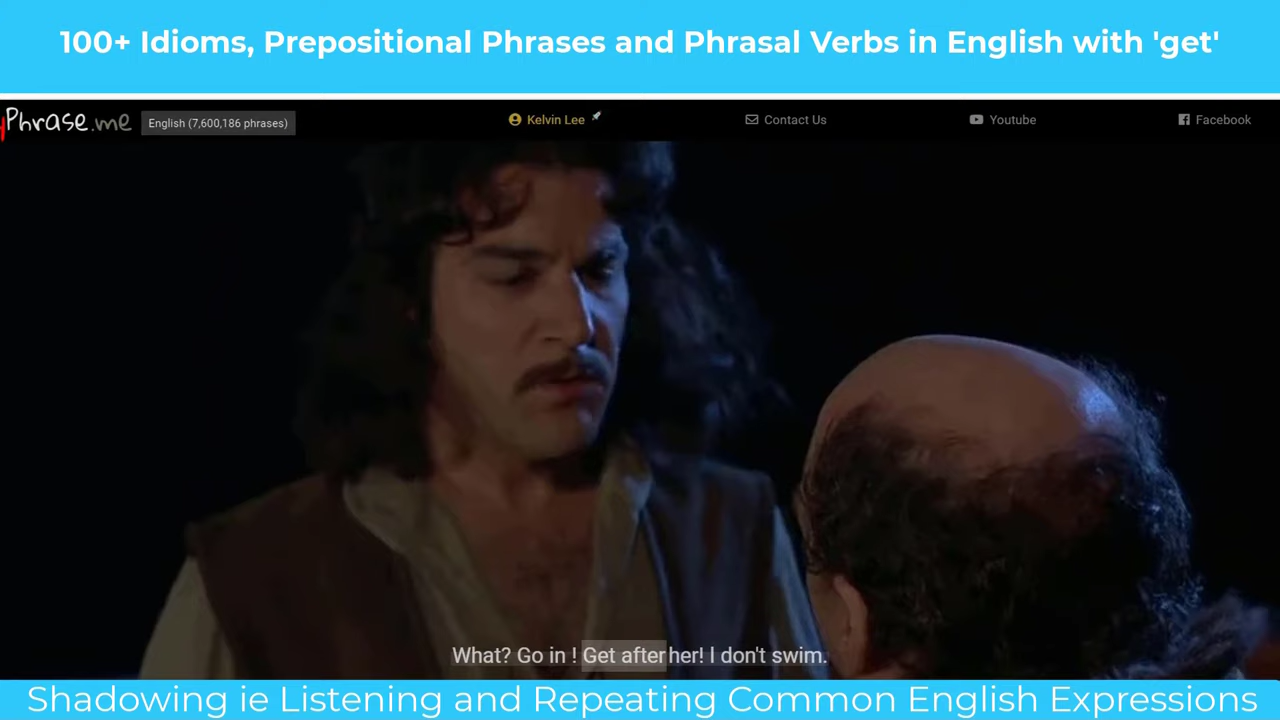 100+ Idioms, Prepositional Phrases and Phrasal Verbs in English with 'get'
yPhrase.me English (7,600,186 phrases) Kelvin Lee Contact Us Youtube Facebook
What? Go in ! Get after her! I don't swim.
Shadowing ie Listening and Repeating Common English Expressions